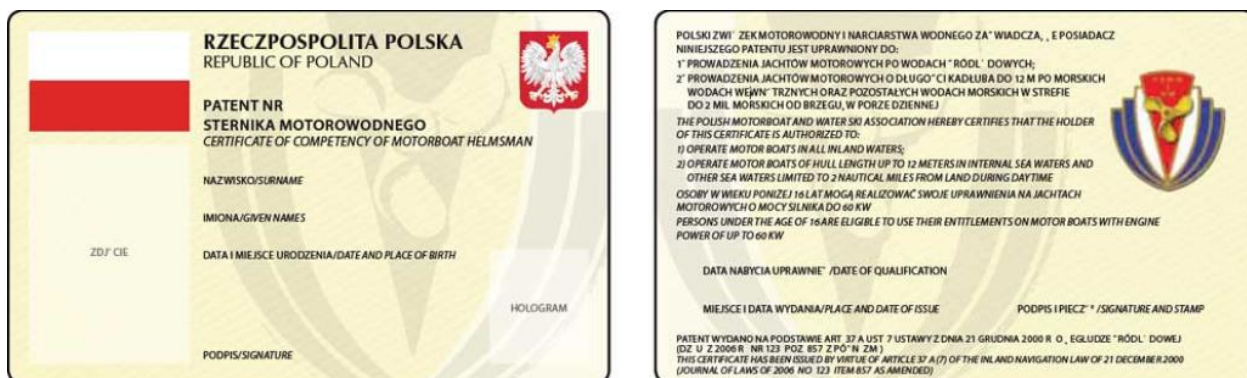 RZECZPOSPOLITA POLSKA
REPUBLIC OF POLAND
PATENT NR
STERNIKA MOTOROWODNEGO
CERTIFICATE OF COMPETENCY OF MOTORBOAT HELMSMAN
NAZWISKO/SURNAME
IMIONA/GIVEN NAMES
ZDJ" CIE
DATA I MIEJSCE URODZENIA/DATE AND PLACE OF BIRTH
HOLOGRAM
PODPIS/SIGNATURE
POLSKI ZWI" ZEK MOTOROWODNY I NARCIARSTWA WODNEGO ZA" WIADCZA, , E POSIADACZ
NINIEJSZEGO PATENTU JEST UPRAWNIONY DO:
1" PROWADZENIA JACHTÓW MOTOROWYCH PO WODACH "RÓDL" DOWYCH;
2" PROWADZENIA JACHTÓW MOTOROWYCH O DŁUGO" CI KADŁUBA DO 12 M PO MORSKICH
WODACH WEWN" TRZNYCH ORAZ POZOSTAŁYCH WODACH MORSKICH W STREFIE
DO 2 MIL MORSKICH OD BRZEGU, W PORZE DZIENNEJ
THE POLISH MOTORBOAT AND WATER SKI ASSOCIATION HEREBY CERTIFIES THAT THE HOLDER
OF THIS CERTIFICATE IS AUTHORIZED TO:
1) OPERATE MOTOR BOATS IN ALL INLAND WATERS;
2) OPERATE MOTOR BOATS OF HULL LENGTH UP TO 12 METERS IN INTERNAL SEA WATERS AND
OTHER SEA WATERS LIMITED TO 2 NAUTICAL MILES FROM LAND DURING DAYTIME
OSOBY W WIEKU PONIŻEJ 16 LAT MOGĄ REALIZOWAĆ SWOJE UPRAWNIENIA NA JACHTACH
MOTOROWYCH O MOCY SILNIKA DO 60 KW
PERSONS UNDER THE AGE OF 16 ARE ELIGIBLE TO USE THEIR ENTITLEMENTS ON MOTOR BOATS WITH ENGINE
POWER OF UP TO 60 KW
DATA NABYCIA UPRAWNIE" /DATE OF QUALIFICATION
MIEJSCE I DATA WYDANIA/PLACE AND DATE OF ISSUE
PODPIS I PIECZ" "/SIGNATURE AND STAMP
PATENT WYDANO NA PODSTAWIE ART 37 A UST 7 USTAWY Z DNIA 21 GRUDNIA 2000 R O , EGLUDZE "RÓDL" DOWEJ
(DZ U Z 2006 R NR 123 POZ 857 Z PÓ"N ZM )
THIS CERTIFICATE HAS BEEN ISSUED BY VIRTUE OF ARTICLE 37 A (7) OF THE INLAND NAVIGATION LAW OF 21 DECEMBER 2000
(JOURNAL OF LAWS OF 2006 NO 123 ITEM 857 AS AMENDED)